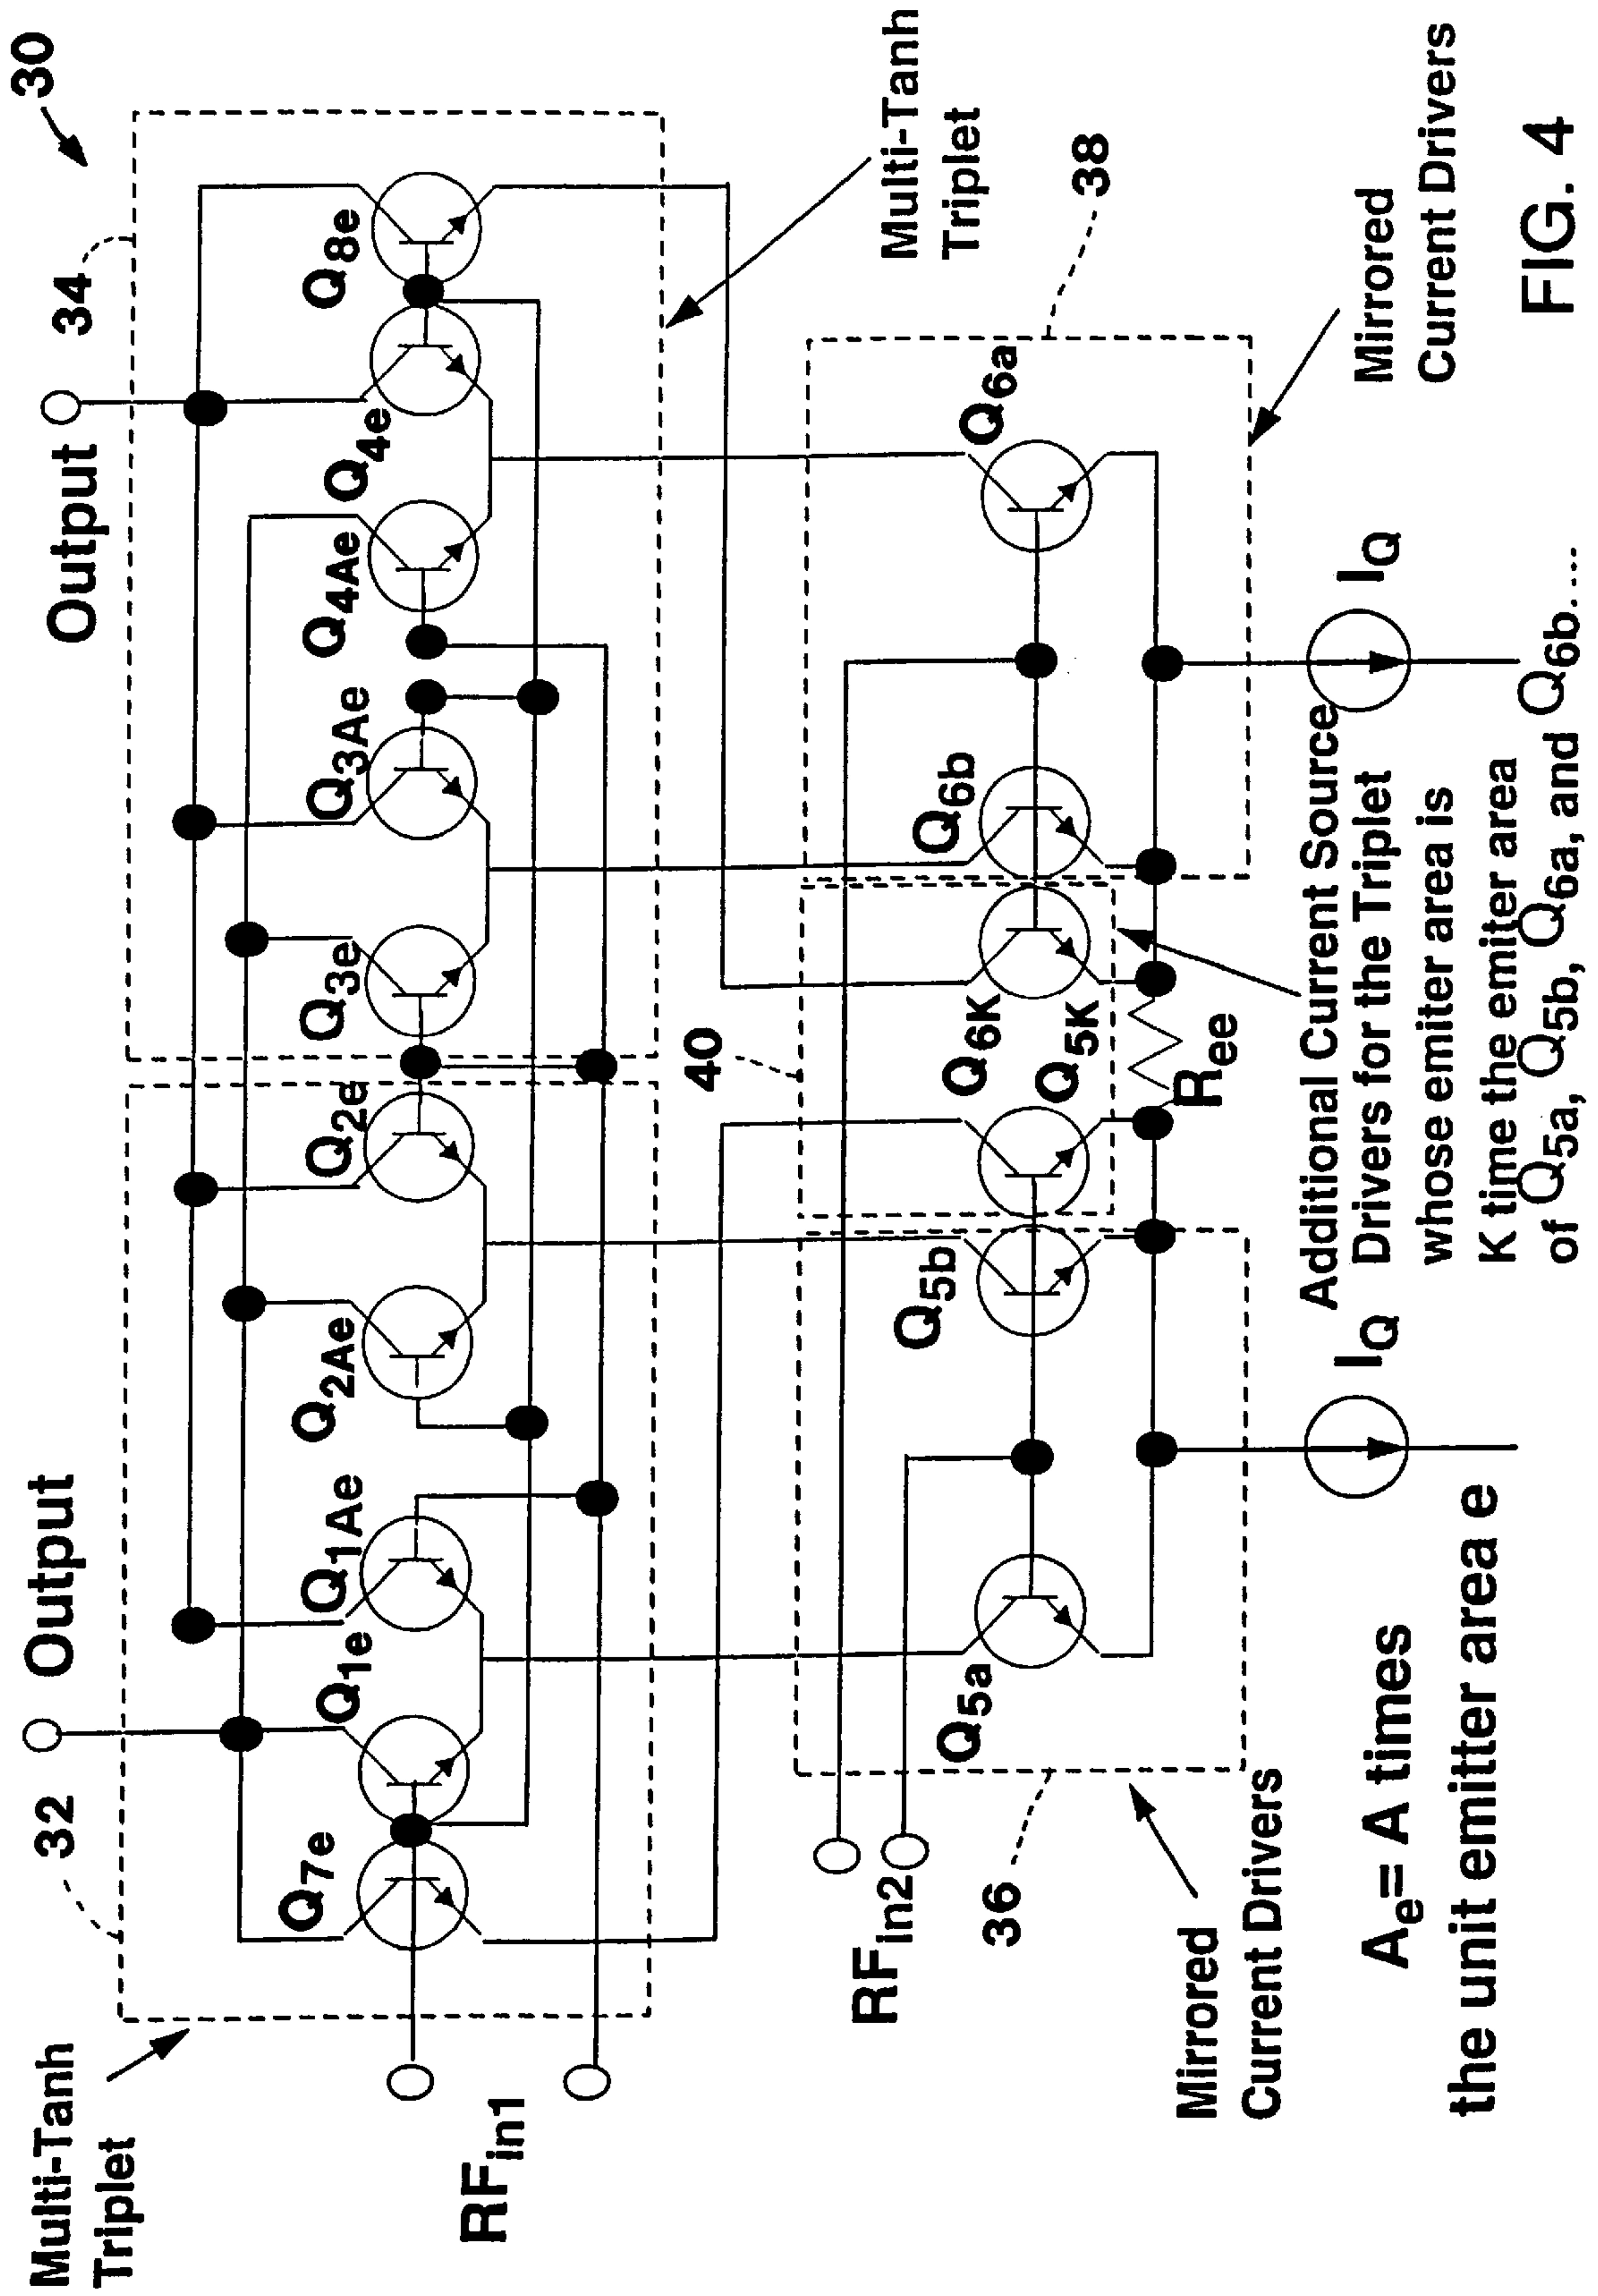 30
34
32
Output
Output
Multi-Tanh
Triplet
Q7e
Q1e
Q1Ae
Q2Ae
Q2e
Q3e
Q3Ae
Q4Ae
Q4e
Q8e
RFin1
Multi-Tanh
Triplet
RFin2
36
40
38
Q5a
Q5b
Q5K
Q6K
Q6b
Q6a
Ree
Mirrored
Current Drivers
Mirrored
Current Drivers
IQ
IQ
Additional Current Source
Drivers for the Triplet
whose emiter area is
K time the emiter area
of Q5a, Q5b, Q6a, and Q6b....
Ae= A times
the unit emitter area e
FIG. 4